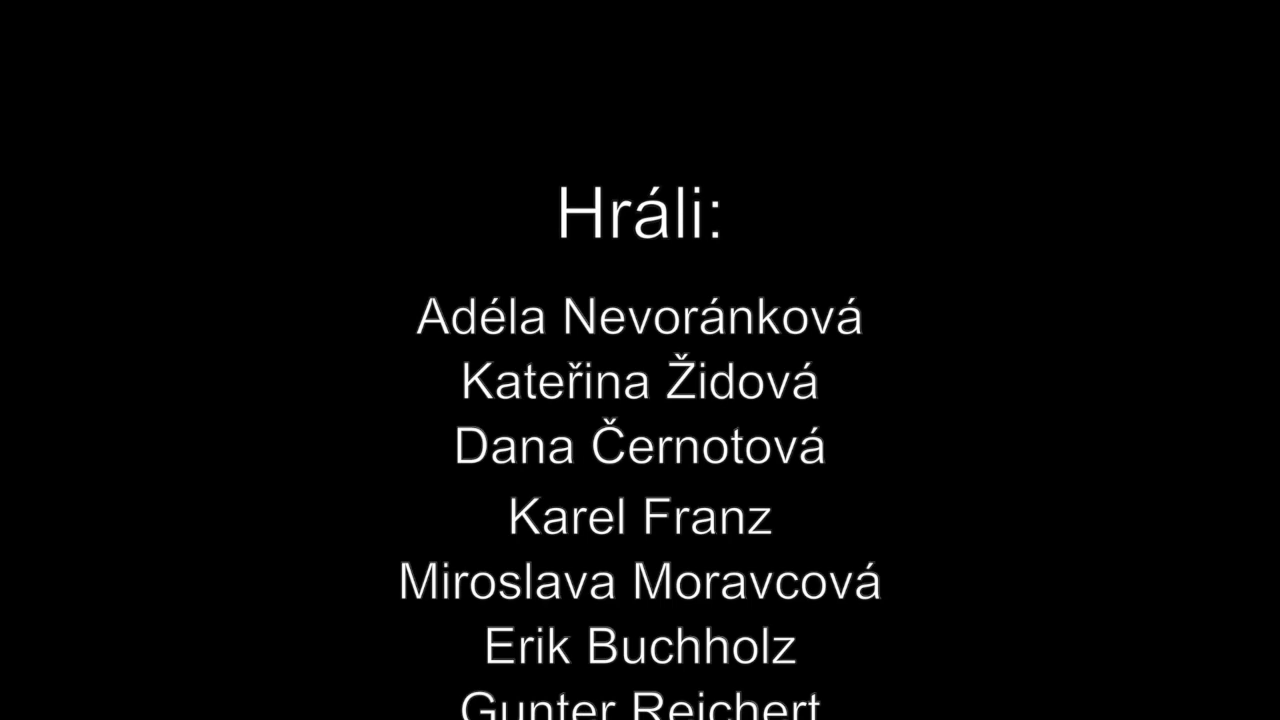 Hráli:
Adéla Nevoránková
Kateřina Židová
Dana Černotová
Karel Franz
Miroslava Moravcová
Erik Buchholz
Gunter Reichert